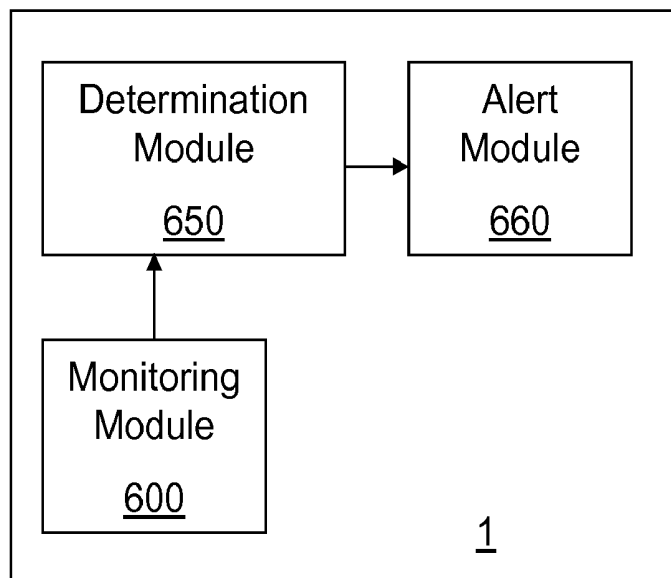 Determination
Module
650
Alert
Module
660
Monitoring
Module
600
1